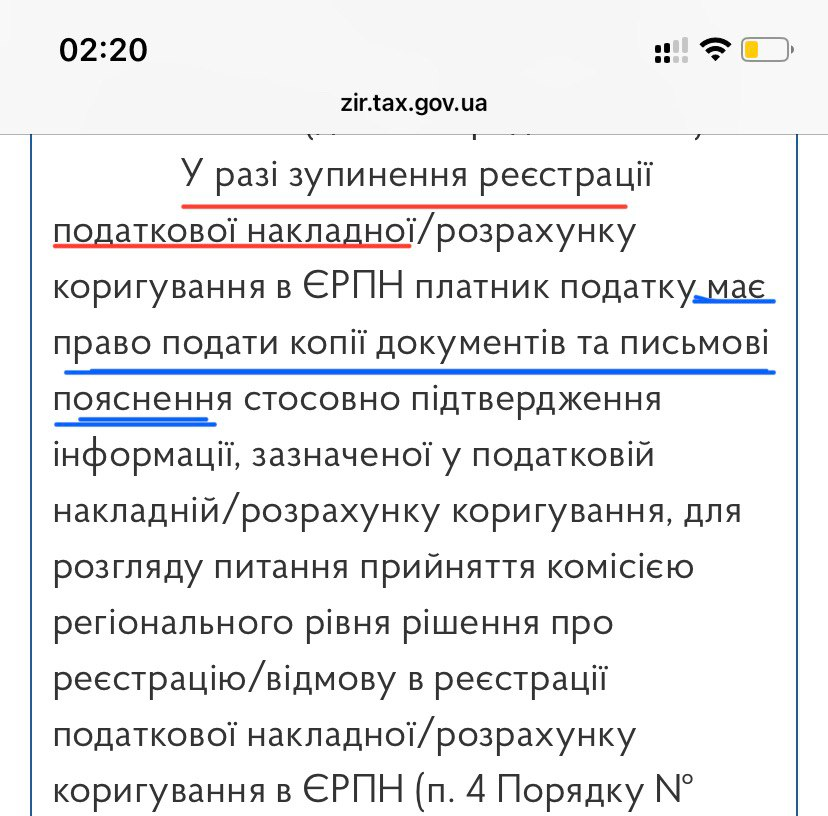 02:20
zir.tax.gov.ua
У разі зупинення реєстрації
податкової накладної/розрахунку
коригування в ЄРПН платник податку має
право подати копії документів та письмові
пояснення стосовно підтвердження
інформації, зазначеної у податковій
накладній/розрахунку коригування, для
розгляду питання прийняття комісією
регіонального рівня рішення про
реєстрацію/відмову в реєстрації
податкової накладної/розрахунку
коригування в ЄРПН (п. 4 Порядку №